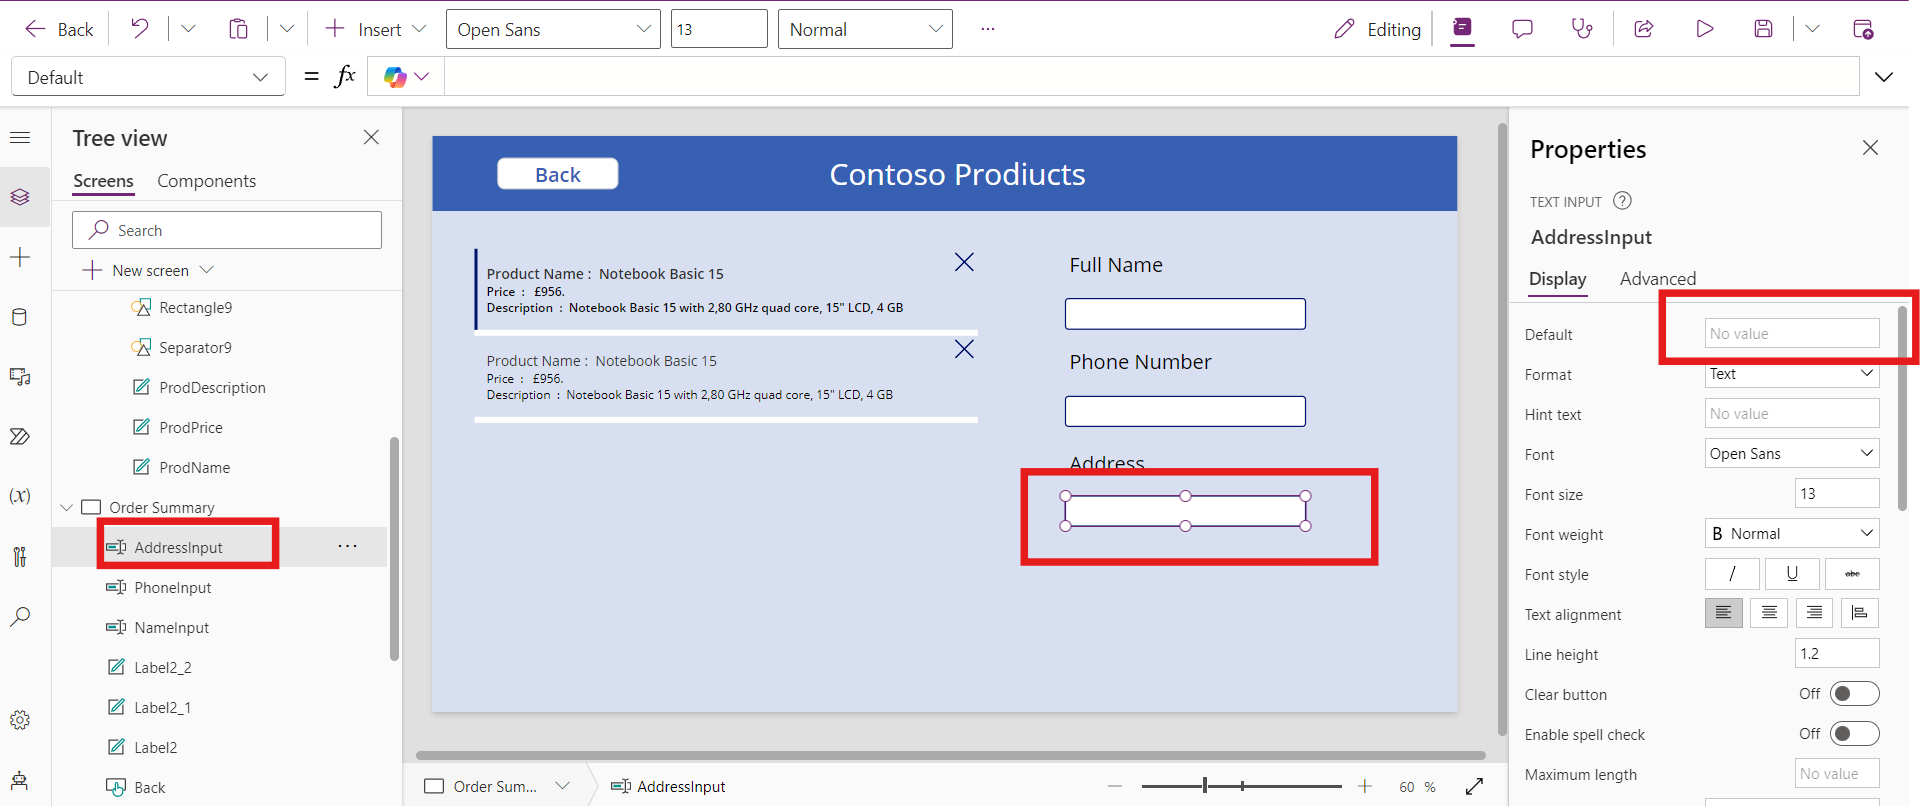 Back
Insert
Open Sans
13
Normal
...
Editing
Default
= fx
Tree view
Screens
Components
Search
New screen
Rectangle9
Separator9
ProdDescription
ProdPrice
ProdName
Order Summary
AddressInput
...
PhoneInput
NameInput
Label2_2
Label2_1
Label2
Back
(x)
Back
Contoso Prodiucts
Product Name : Notebook Basic 15
Price : £956.
Description : Notebook Basic 15 with 2,80 GHz quad core, 15" LCD, 4 GB
Product Name : Notebook Basic 15
Price : £956.
Description : Notebook Basic 15 with 2,80 GHz quad core, 15" LCD, 4 GB
Full Name
Phone Number
Address
Order Sum...
AddressInput
60 %
Properties
TEXT INPUT ?
AddressInput
Display
Advanced
Default
No value
Format
Text
Hint text
No value
Font
Open Sans
Font size
13
Font weight
B Normal
Font style
/ U abc
Text alignment
Line height
1.2
Clear button
Off
Enable spell check
Off
Maximum length
No value